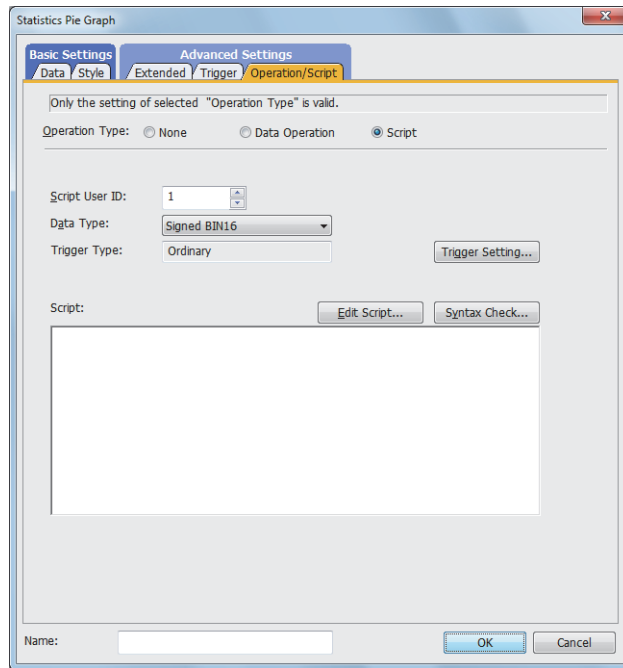 Statistics Pie Graph
Basic Settings Advanced Settings
Data Style Extended Trigger Operation/Script
Only the setting of selected "Operation Type" is valid.
Operation Type: None Data Operation Script
Script User ID: 1
Data Type: Signed BIN16
Trigger Type: Ordinary Trigger Setting...
Script: Edit Script... Syntax Check...
Name: OK Cancel